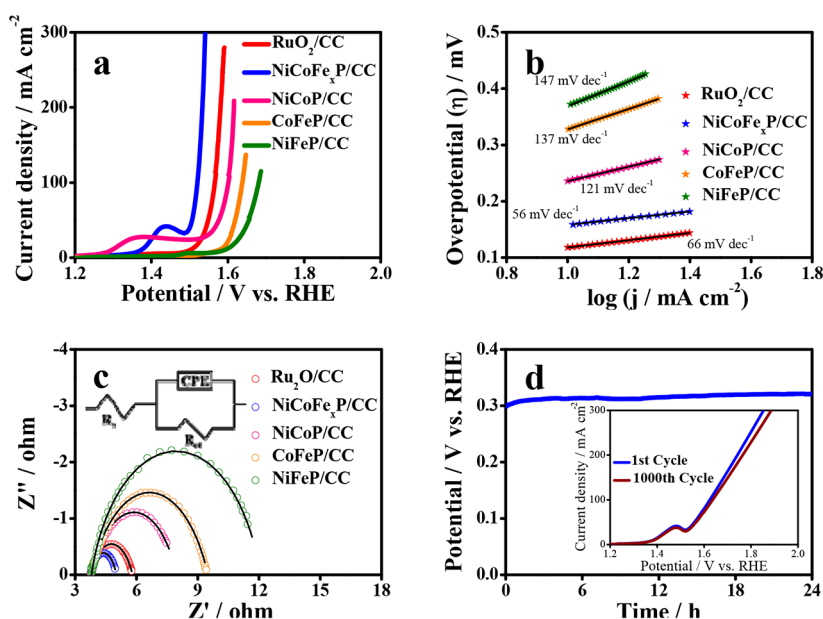 a
Current density / mA cm⁻²
300
200
100
0
1.2 1.4 1.6 1.8 2.0
Potential / V vs. RHE
RuO₂/CC
NiCoFeₓP/CC
NiCoP/CC
CoFeP/CC
NiFeP/CC
b
Overpotential (η) / mV
0.5
0.4
0.3
0.2
0.1
0.8 1.0 1.2 1.4 1.6 1.8
log (j / mA cm⁻²)
147 mV dec⁻¹
137 mV dec⁻¹
121 mV dec⁻¹
56 mV dec⁻¹
66 mV dec⁻¹
RuO₂/CC
NiCoFeₓP/CC
NiCoP/CC
CoFeP/CC
NiFeP/CC
c
Z'' / ohm
-4
-3
-2
-1
0
3 6 9 12 15 18
Z' / ohm
CPE
Ru₂O/CC
NiCoFeₓP/CC
NiCoP/CC
CoFeP/CC
NiFeP/CC
d
Potential / V vs. RHE
0.4
0.3
0.2
0.1
0.0
0 4 8 12 16 20 24
Time / h
Current density / mA cm⁻²
300
200
100
0
1.2 1.4 1.6 1.8 2.0
Potential / V vs. RHE
1st Cycle
1000th Cycle